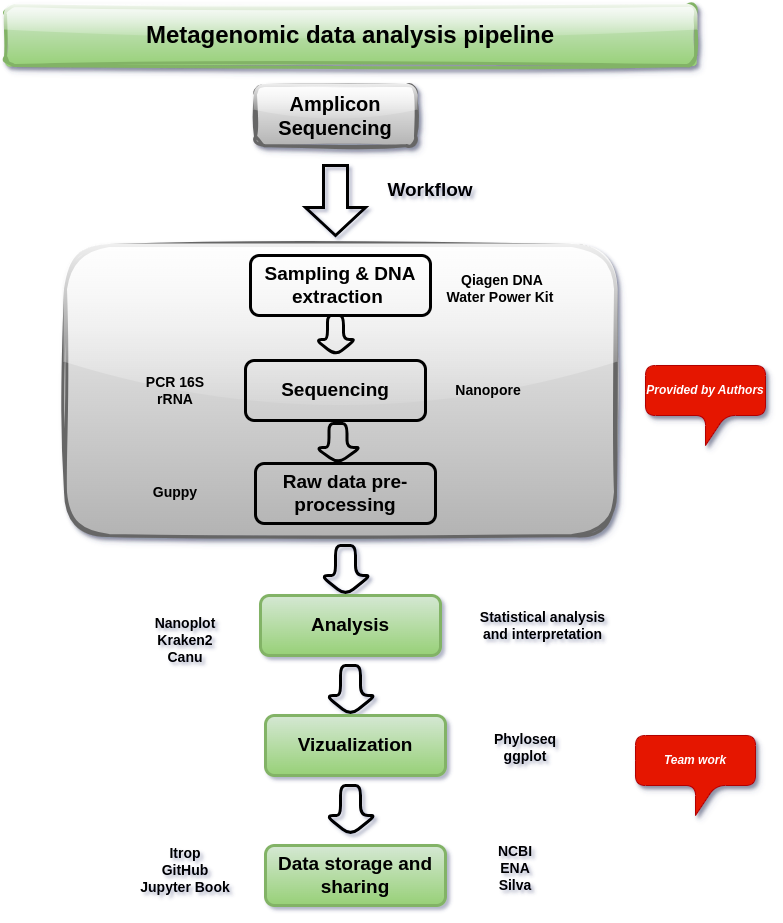 Metagenomic data analysis pipeline
Amplicon
Sequencing
Workflow
Sampling & DNA
extraction
Qiagen DNA
Water Power Kit
PCR 16S
rRNA
Sequencing
Nanopore
Provided by Authors
Guppy
Raw data pre-
processing
Nanoplot
Kraken2
Canu
Analysis
Statistical analysis
and interpretation
Vizualization
Phyloseq
ggplot
Team work
Itrop
GitHub
Jupyter Book
Data storage and
sharing
NCBI
ENA
Silva